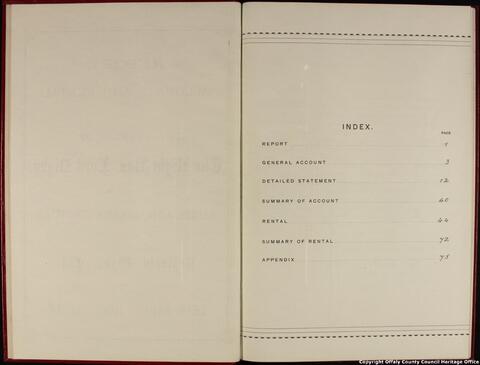 INDEX.
PAGE
REPORT 1
GENERAL ACCOUNT 3
DETAILED STATEMENT 12
SUMMARY OF ACCOUNT 40
RENTAL 44
SUMMARY OF RENTAL 72
APPENDIX 75
Copyright Offaly County Council Heritage Office